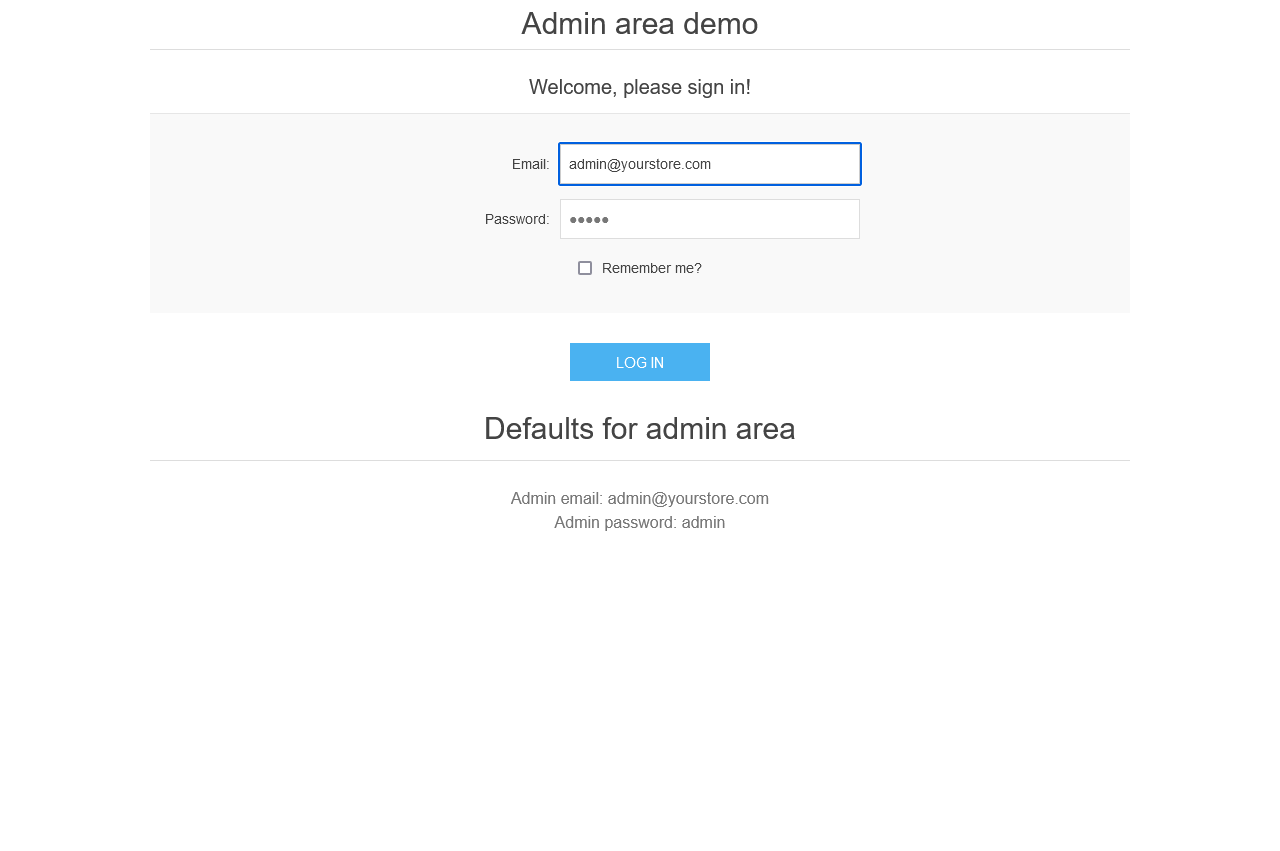 Admin area demo
Welcome, please sign in!
Email: admin@yourstore.com
Password: •••••
Remember me?
LOG IN
Defaults for admin area
Admin email: admin@yourstore.com
Admin password: admin